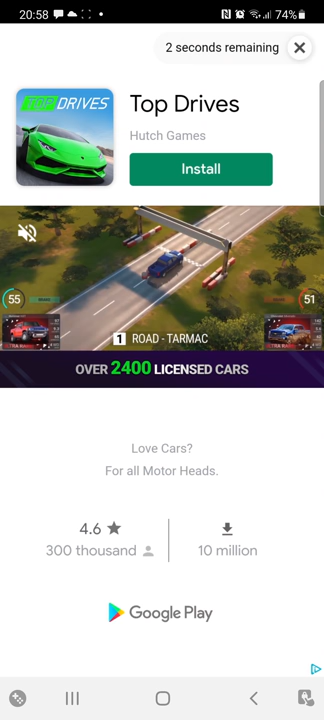 20:58
74%
2 seconds remaining
TOP DRIVES
Top Drives
Hutch Games
Install
55
51
1 ROAD - TARMAC
OVER 2400 LICENSED CARS
Love Cars?
For all Motor Heads.
4.6
300 thousand
10 million
Google Play